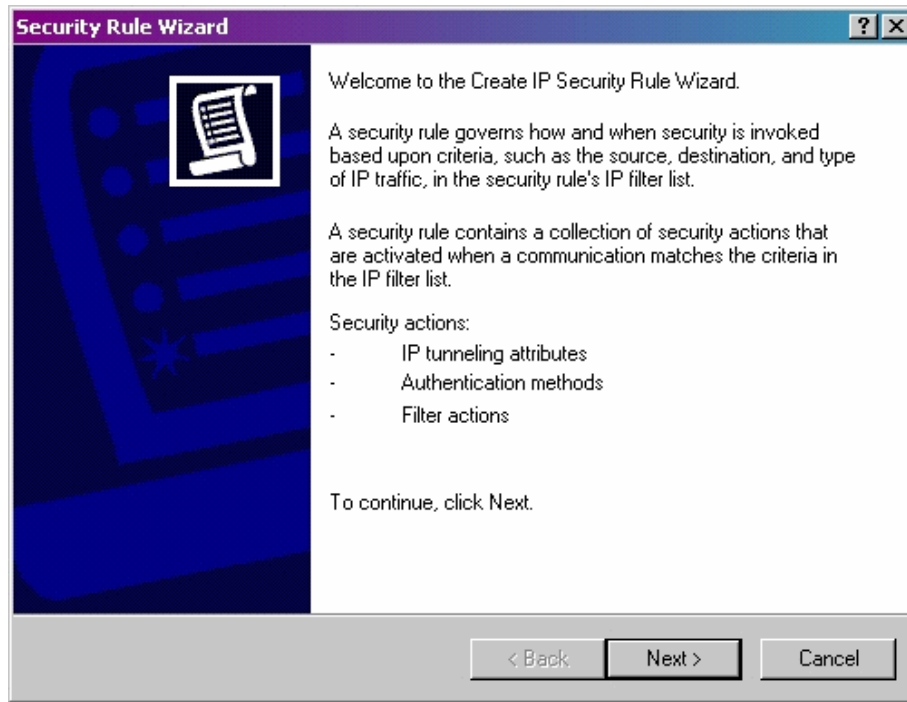 Security Rule Wizard
Welcome to the Create IP Security Rule Wizard.
A security rule governs how and when security is invoked
based upon criteria, such as the source, destination, and type
of IP traffic, in the security rule's IP filter list.
A security rule contains a collection of security actions that
are activated when a communication matches the criteria in
the IP filter list.
Security actions:
- IP tunneling attributes
- Authentication methods
- Filter actions
To continue, click Next.
< Back Next > Cancel